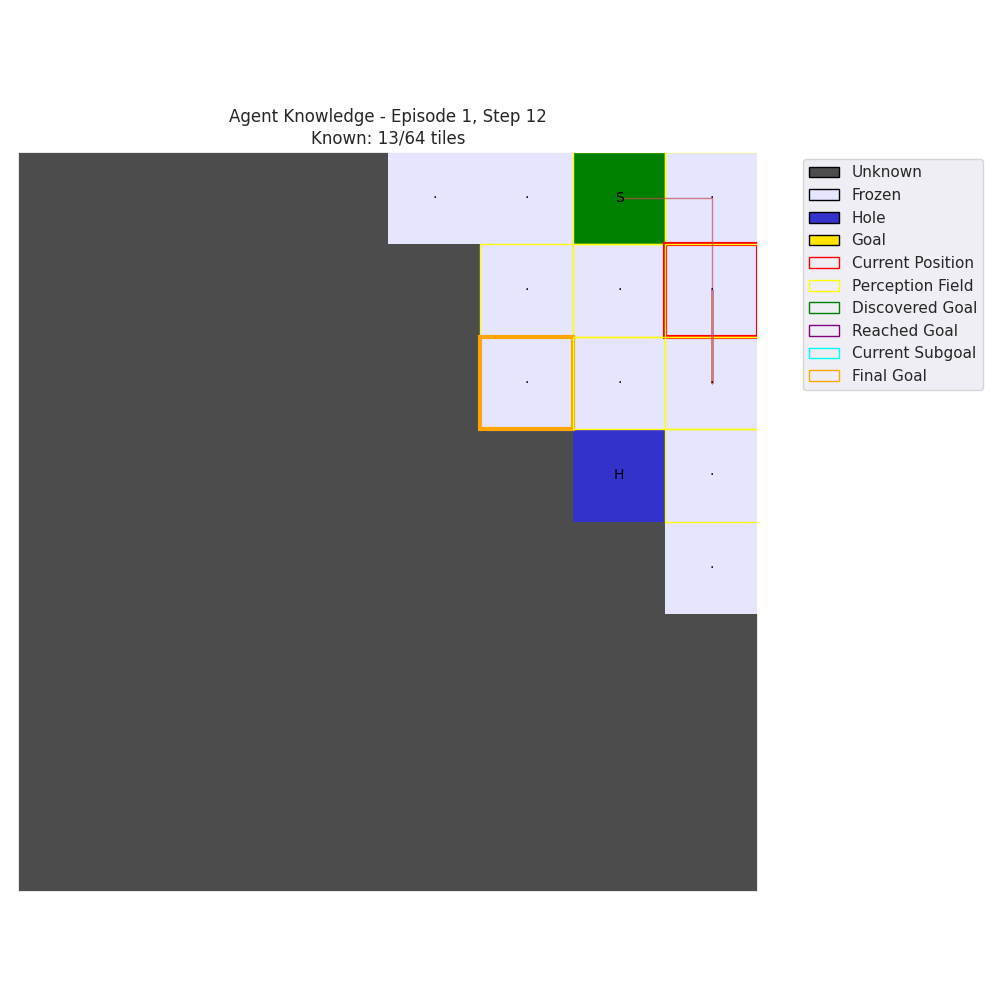 Agent Knowledge - Episode 1, Step 12
Known: 13/64 tiles
S
H
Unknown
Frozen
Hole
Goal
Current Position
Perception Field
Discovered Goal
Reached Goal
Current Subgoal
Final Goal